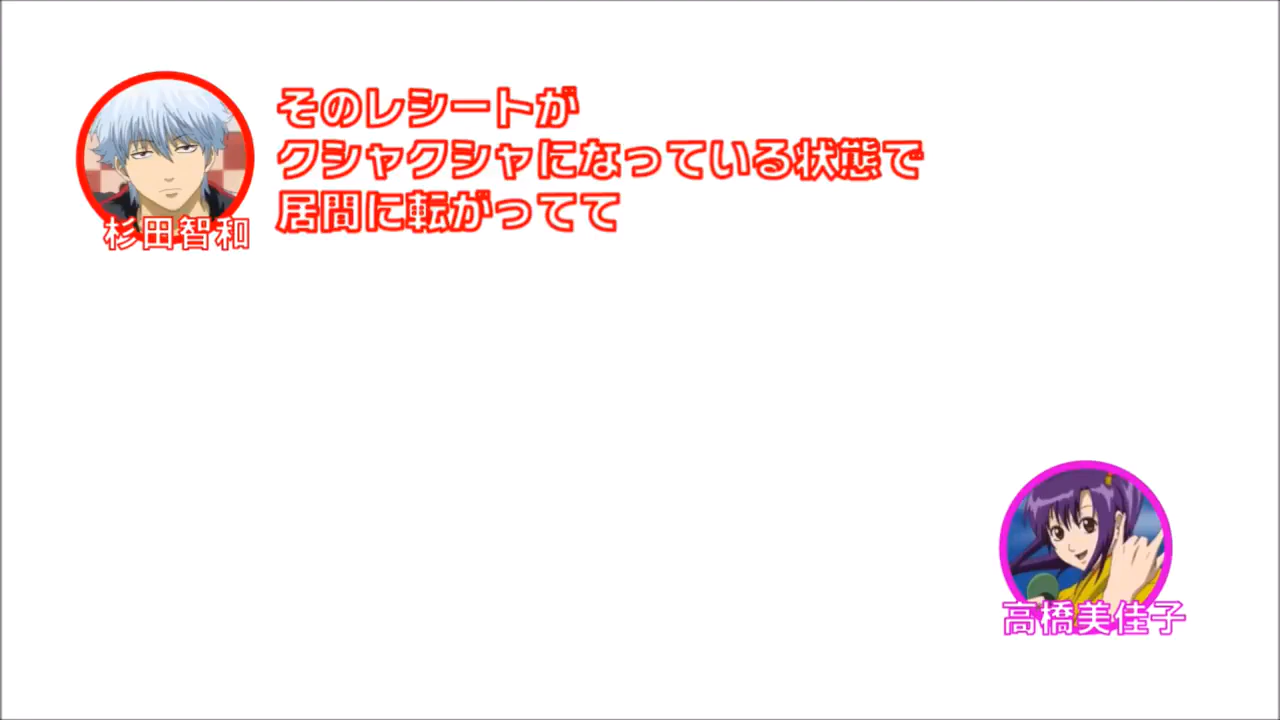 そのレシートが
クシャクシャになっている状態で
居間に転がってて
杉田智和
高橋美佳子